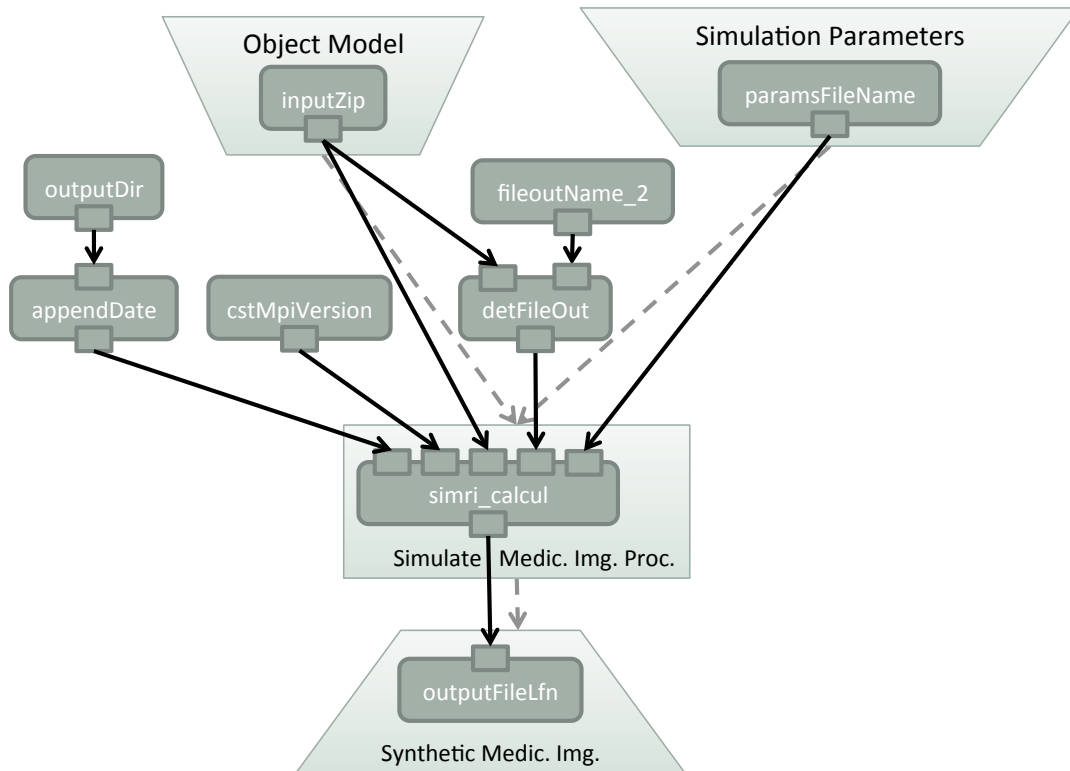 Object Model
Simulation Parameters
inputZip
paramsFileName
outputDir
fileoutName_2
appendDate
cstMpiVersion
detFileOut
simri_calcul
Simulate Medic. Img. Proc.
outputFileLfn
Synthetic Medic. Img.